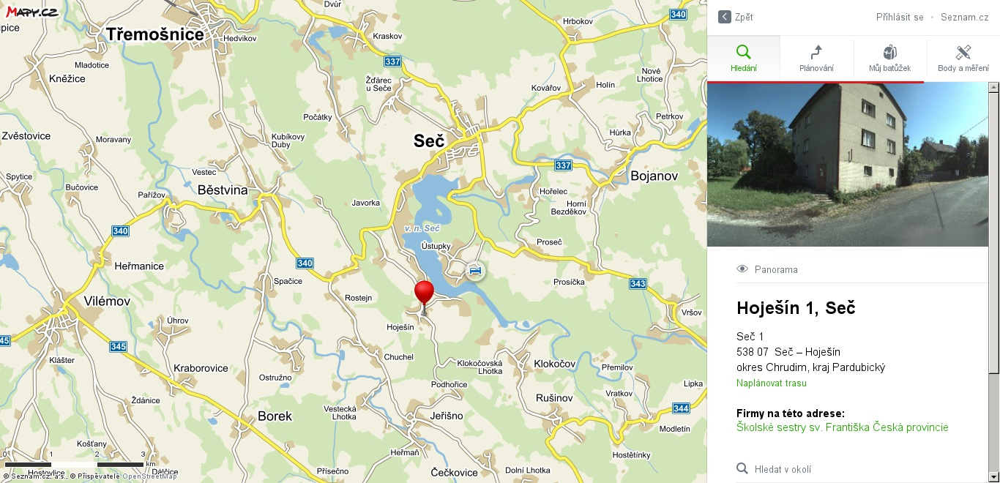 Mapy.cz
Dvůr
Hrbokov
340
Třemošnice
Kraskov
Hedvikov
337
Mladotice
Kněžice
Žďárec
u Seče
Nové
Lhotice
Kovářov
Holín
Počátky
Petrkov
Zvěstovice
Moravany
Kubíkovy
Duby
Seč
Hůrka
337
Vestec
Spytice
Bojanov
Bučovice
Pařížov
Běstvina
Javorka
Hořelec
Horní
Bezděkov
340
v. n. Seč
Ústupky
Proseč
Heřmanice
340
Spačice
Prosíčka
343
Rostejn
Vilémov
Vršov
Úhrov
Hoješín
345
345
Klášter
Chuchel
Klokočovská
Lhotka
Klokočov
Přemilov
Kraborovice
Ostružno
Podhořice
Lipka
Ždánice
Vestecká
Lhotka
Rušinov
Vratkov
344
Borek
Jeřišno
Modletín
Košťany
Heřmaň
Hostětínky
0 1 2 3 km
Hostovlice
Dálčice
Přísečno
Čečkovice
Dolní Lhotka
© Seznam.cz, a.s., © Přispěvatelé OpenStreetMap
Zpět
Přihlásit se • Seznam.cz
Hledání
Plánování
Můj batůžek
Body a měření
Panorama
Hoješín 1, Seč
Seč 1
538 07 Seč – Hoješín
okres Chrudim, kraj Pardubický
Naplánovat trasu
Firmy na této adrese:
Školské sestry sv. Františka Česká provincie
Hledat v okolí